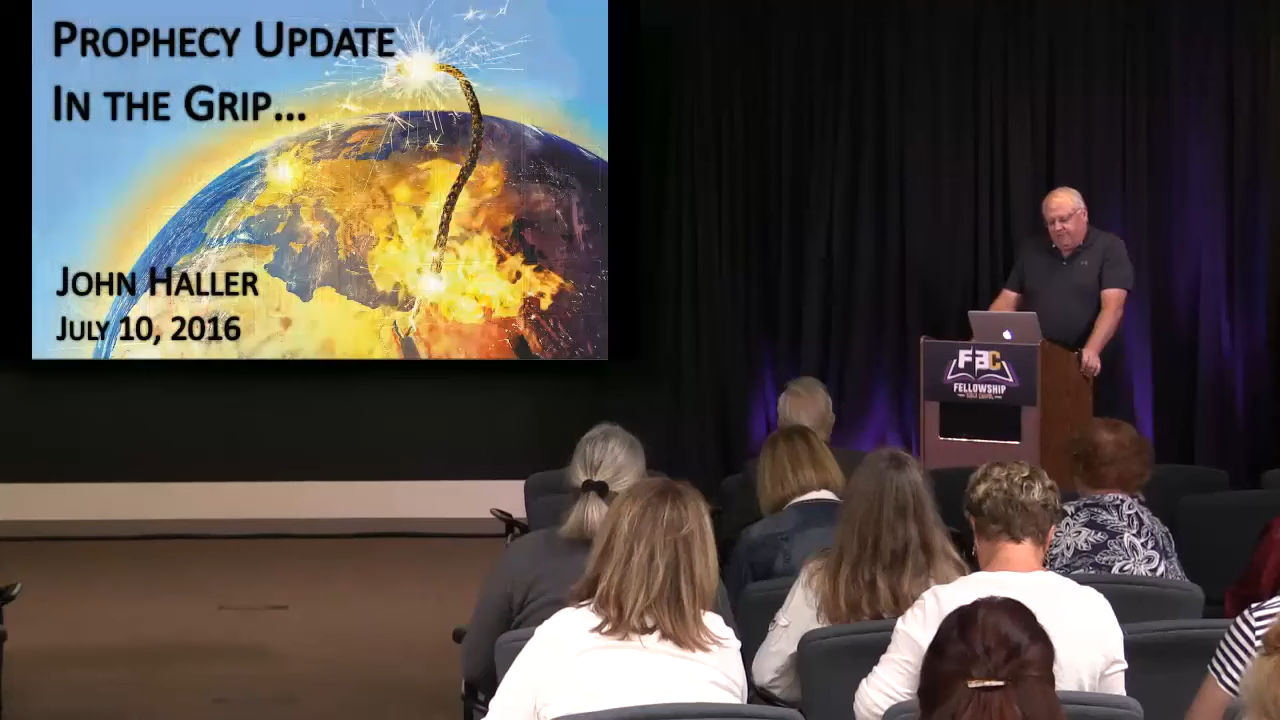 Prophecy Update
In the Grip...
John Haller
July 10, 2016
FBC
FELLOWSHIP